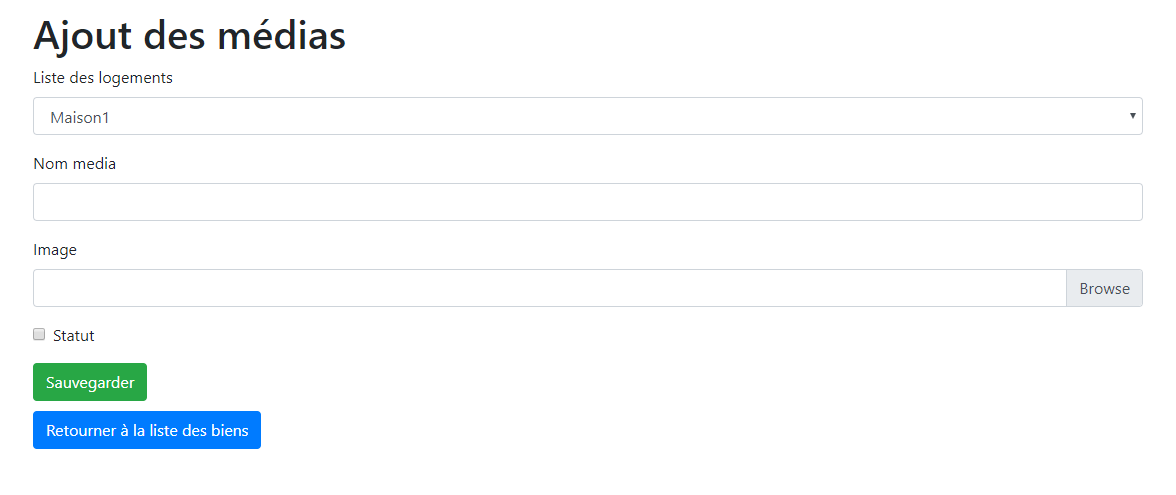 Ajout des médias
Liste des logements
Maison1
Nom media
Image
Browse
Statut
Sauvegarder
Retourner à la liste des biens